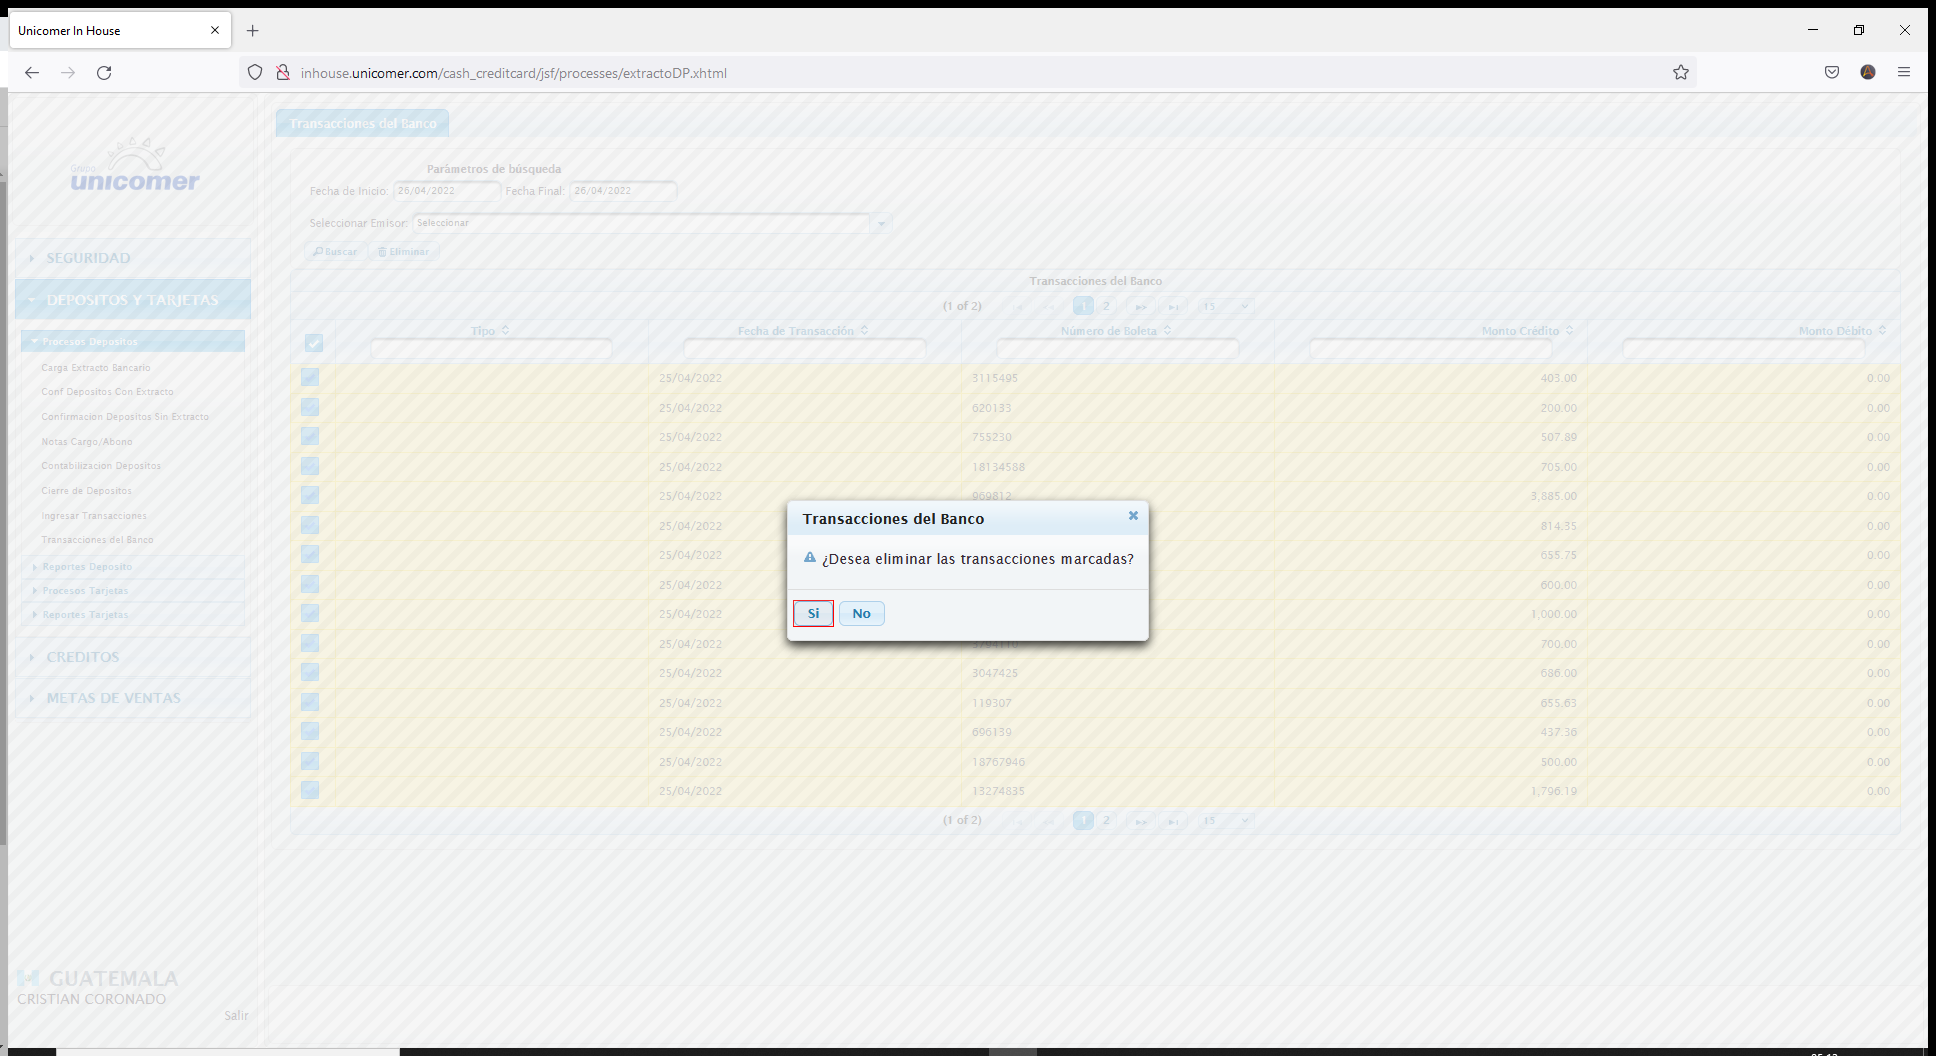 Unicomer In House
inhouse.unicomer.com/cash_creditcard/jsf/processes/extractoDP.xhtml
Grupo
unicomer
SEGURIDAD
DEPOSITOS Y TARJETAS
Procesos Depositos
Carga Extracto Bancario
Conf Depositos Con Extracto
Confirmacion Depositos Sin Extracto
Notas Cargo/Abono
Contabilizacion Depositos
Cierre de Depositos
Ingresar Transacciones
Transacciones del Banco
Reportes Deposito
Procesos Tarjetas
Reportes Tarjetas
CREDITOS
METAS DE VENTAS
GUATEMALA
CRISTIAN CORONADO
Salir
Transacciones del Banco
Paràmetros de búsqueda
Fecha de Inicio: 26/04/2022 Fecha Final: 26/04/2022
Seleccionar Emisor: Seleccionar
Buscar Eliminar
Transacciones del Banco
(1 of 2) 1 2 15
Tipo Fecha de Transacción Número de Boleta Monto Crédito Monto Débito
25/04/2022 3115495 403.00 0.00
25/04/2022 620133 200.00 0.00
25/04/2022 755230 507.89 0.00
25/04/2022 18134588 705.00 0.00
25/04/2022 969812 3,885.00 0.00
25/04/2022 814.35 0.00
25/04/2022 655.75 0.00
25/04/2022 600.00 0.00
25/04/2022 1,000.00 0.00
25/04/2022 700.00 0.00
25/04/2022 3047425 686.00 0.00
25/04/2022 119307 655.63 0.00
25/04/2022 696139 437.36 0.00
25/04/2022 18767946 500.00 0.00
25/04/2022 13274835 1,796.19 0.00
(1 of 2) 1 2 15
Transacciones del Banco
¿Desea eliminar las transacciones marcadas?
Si No